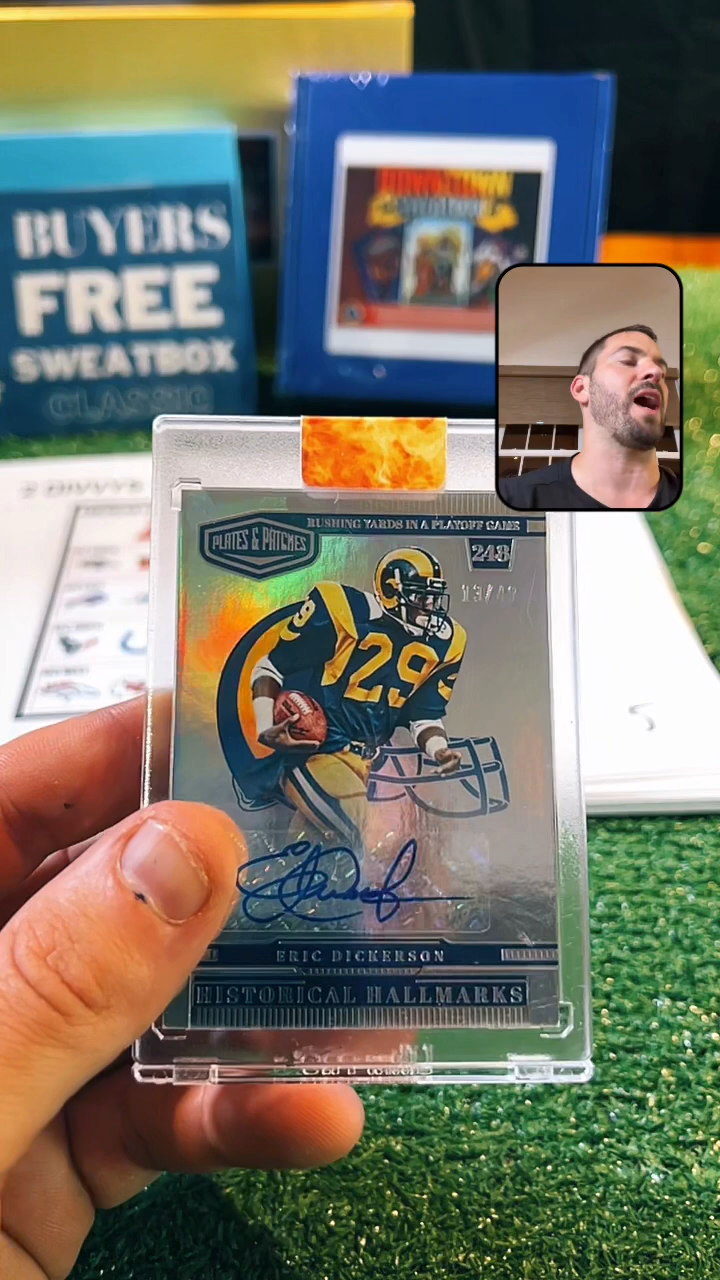 BUYERS
FREE
SWEATBOX
CLASSIC
RUSHING YARDS IN A PLAYOFF GAME
PLATES & PATCHES
248
29
ERIC DICKERSON
HISTORICAL HALLMARKS